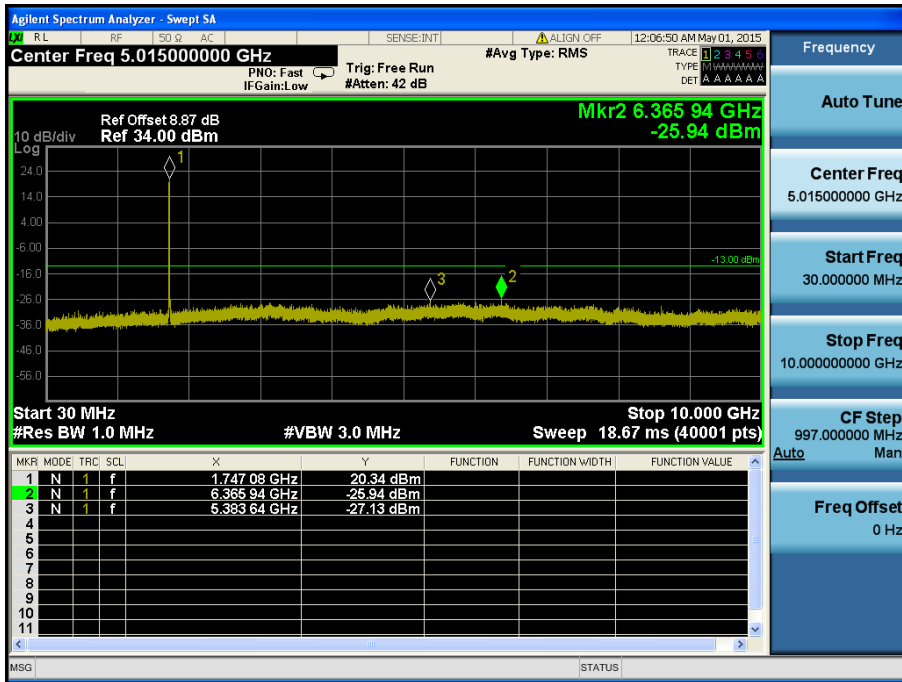 Agilent Spectrum Analyzer - Swept SA
LXI RL RF 50 Ω AC SENSE:INT ALIGN OFF 12:06:50 AM May 01, 2015
Center Freq 5.015000000 GHz #Avg Type: RMS TRACE 1 2 3 4 5 6
PNO: Fast Trig: Free Run TYPE M W W W W W
IFGain:Low #Atten: 42 dB DET A A A A A A
Frequency
Auto Tune
Center Freq
5.015000000 GHz
Start Freq
30.000000 MHz
Stop Freq
10.000000000 GHz
CF Step
997.000000 MHz
Auto Man
Freq Offset
0 Hz
Mkr2 6.365 94 GHz
-25.94 dBm
Ref Offset 8.87 dB
10 dB/div Ref 34.00 dBm
Log
24.0
14.0
4.00
-6.00
-16.0
-26.0
-36.0
-46.0
-56.0
1
-13.00 dBm
3
2
Start 30 MHz Stop 10.000 GHz
#Res BW 1.0 MHz #VBW 3.0 MHz Sweep 18.67 ms (40001 pts)
MKR MODE TRC SCL X Y FUNCTION FUNCTION WIDTH FUNCTION VALUE
1 N 1 f 1.747 08 GHz 20.34 dBm
2 N 1 f 6.365 94 GHz -25.94 dBm
3 N 1 f 5.383 64 GHz -27.13 dBm
4
5
6
7
8
9
10
11
MSG STATUS